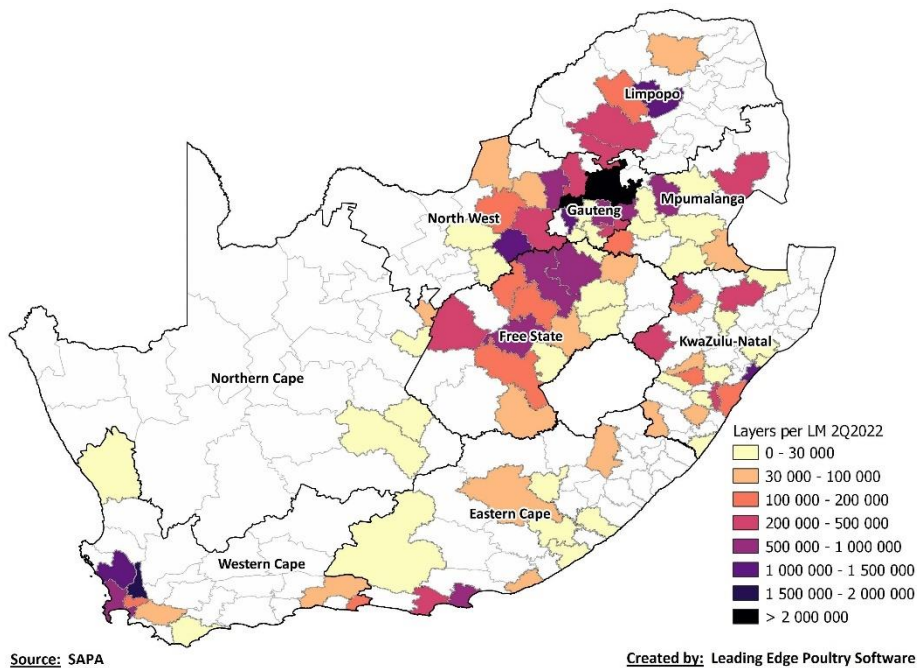 Limpopo
Mpumalanga
Gauteng
North West
Free State
KwaZulu-Natal
Northern Cape
Eastern Cape
Western Cape
Layers per LM 2Q2022
0 - 30 000
30 000 - 100 000
100 000 - 200 000
200 000 - 500 000
500 000 - 1 000 000
1 000 000 - 1 500 000
1 500 000 - 2 000 000
> 2 000 000
Source: SAPA
Created by: Leading Edge Poultry Software